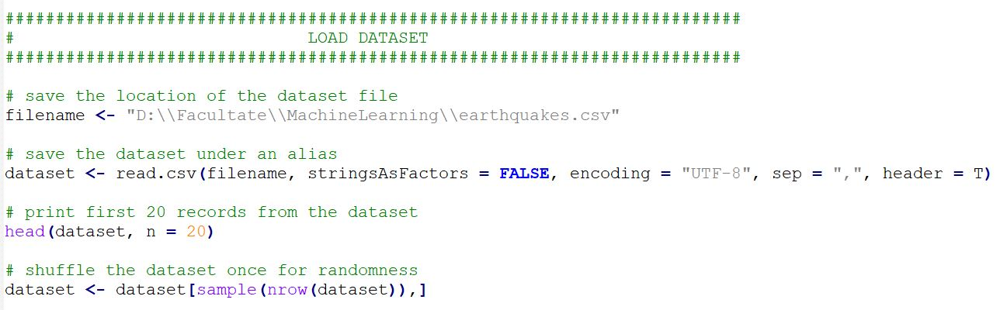 #########################################################################
# LOAD DATASET
#########################################################################
# save the location of the dataset file
filename <- "D:\\Facultate\\MachineLearning\\earthquakes.csv"
# save the dataset under an alias
dataset <- read.csv(filename, stringsAsFactors = FALSE, encoding = "UTF-8", sep = ",", header = T)
# print first 20 records from the dataset
head(dataset, n = 20)
# shuffle the dataset once for randomness
dataset <- dataset[sample(nrow(dataset)),]